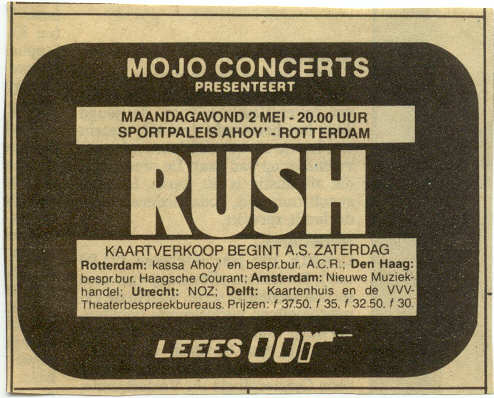 MOJO CONCERTS
PRESENTEERT
MAANDAGAVOND 2 MEI - 20.00 UUR
SPORTPALEIS AHOY' - ROTTERDAM
RUSH
KAARTVERKOOP BEGINT A.S. ZATERDAG
Rotterdam: kassa Ahoy' en bespr.bur. A.C.R.; Den Haag:
bespr.bur. Haagsche Courant; Amsterdam: Nieuwe Muziek-
handel; Utrecht: NOZ; Delft: Kaartenhuis en de VVV-
Theaterbespreekbureaus. Prijzen: ƒ 37.50. ƒ 35. ƒ 32.50. ƒ 30.
LEEES OOR